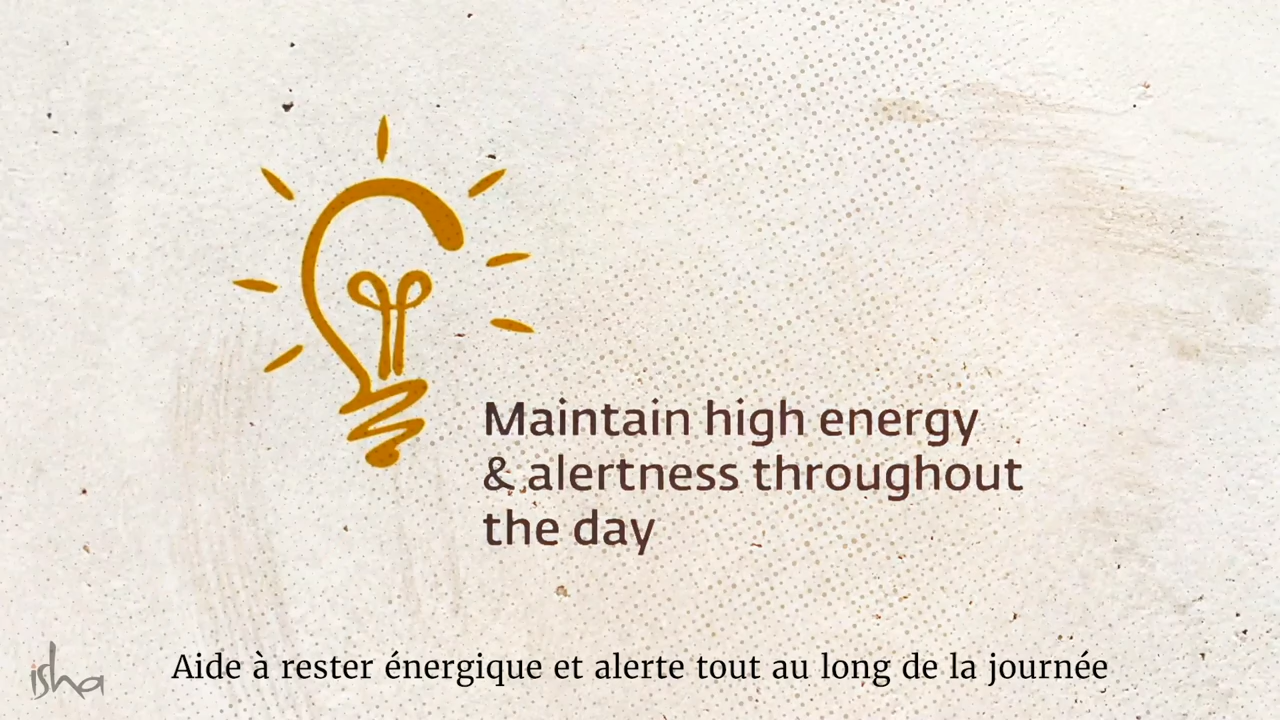 Maintain high energy
& alertness throughout
the day
isha
Aide à rester énergique et alerte tout au long de la journée